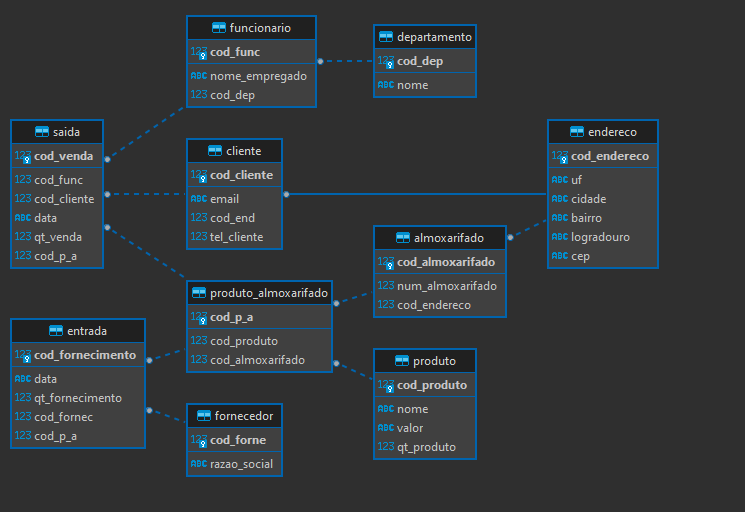 funcionario
123 cod_func
ABC nome_empregado
123 cod_dep
departamento
123 cod_dep
ABC nome
saida
123 cod_venda
123 cod_func
123 cod_cliente
ABC data
123 qt_venda
123 cod_p_a
cliente
123 cod_cliente
ABC email
123 cod_end
123 tel_cliente
endereco
123 cod_endereco
ABC uf
ABC cidade
ABC bairro
ABC logradouro
ABC cep
almoxarifado
123 cod_almoxarifado
123 num_almoxarifado
123 cod_endereco
produto_almoxarifado
123 cod_p_a
123 cod_produto
123 cod_almoxarifado
entrada
123 cod_fornecimento
ABC data
123 qt_fornecimento
123 cod_fornec
123 cod_p_a
produto
123 cod_produto
ABC nome
ABC valor
123 qt_produto
fornecedor
123 cod_forne
ABC razao_social